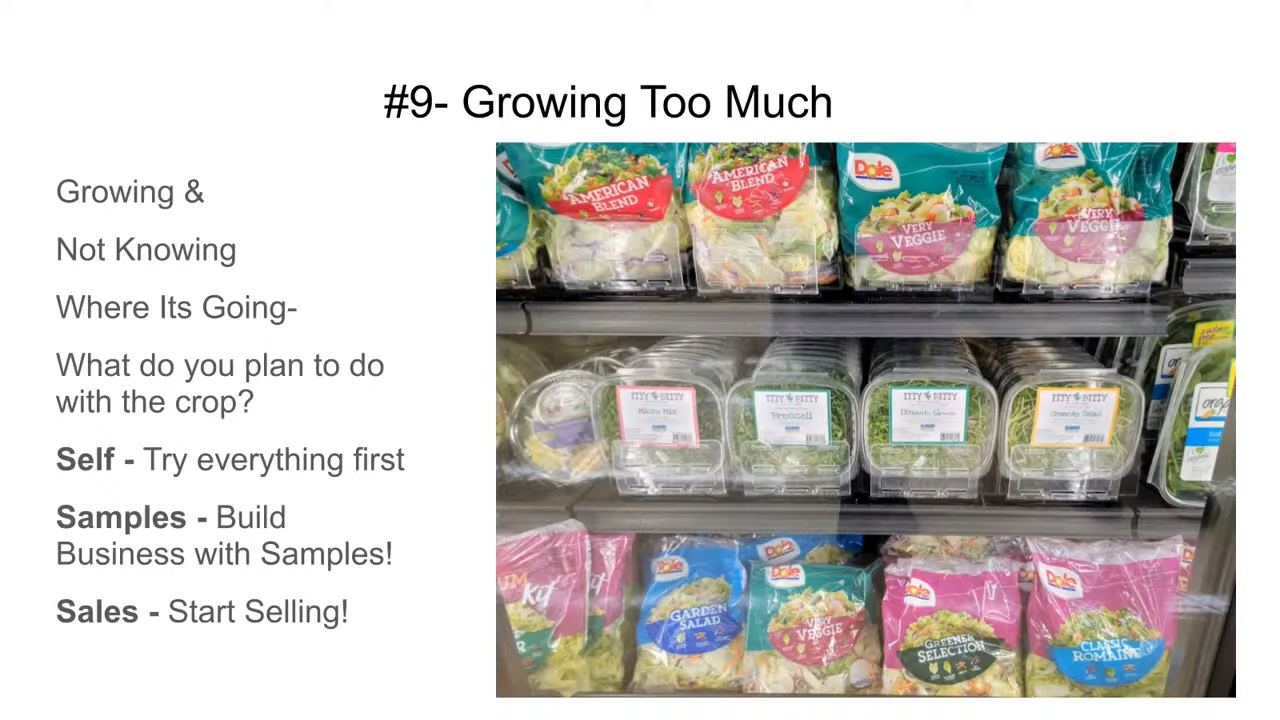 #9- Growing Too Much
Growing &
Not Knowing
Where Its Going-
What do you plan to do
with the crop?
Self - Try everything first
Samples - Build
Business with Samples!
Sales - Start Selling!
AMERICAN
BLEND
AMERICAN
BLEND
Dole
VERY
VEGGIE
Dole
VERY
VEGGIE
ITTY BITTY
Micro Mix
ITTY BITTY
Broccoli
ITTY BITTY
ITTY BITTY
Crunchy Salad
Kit
Dole
GARDEN
SALAD
Dole
Dole
VERY
VEGGIE
Dole
GREENER
SELECTION
Dole
CLASSIC
ROMAINE